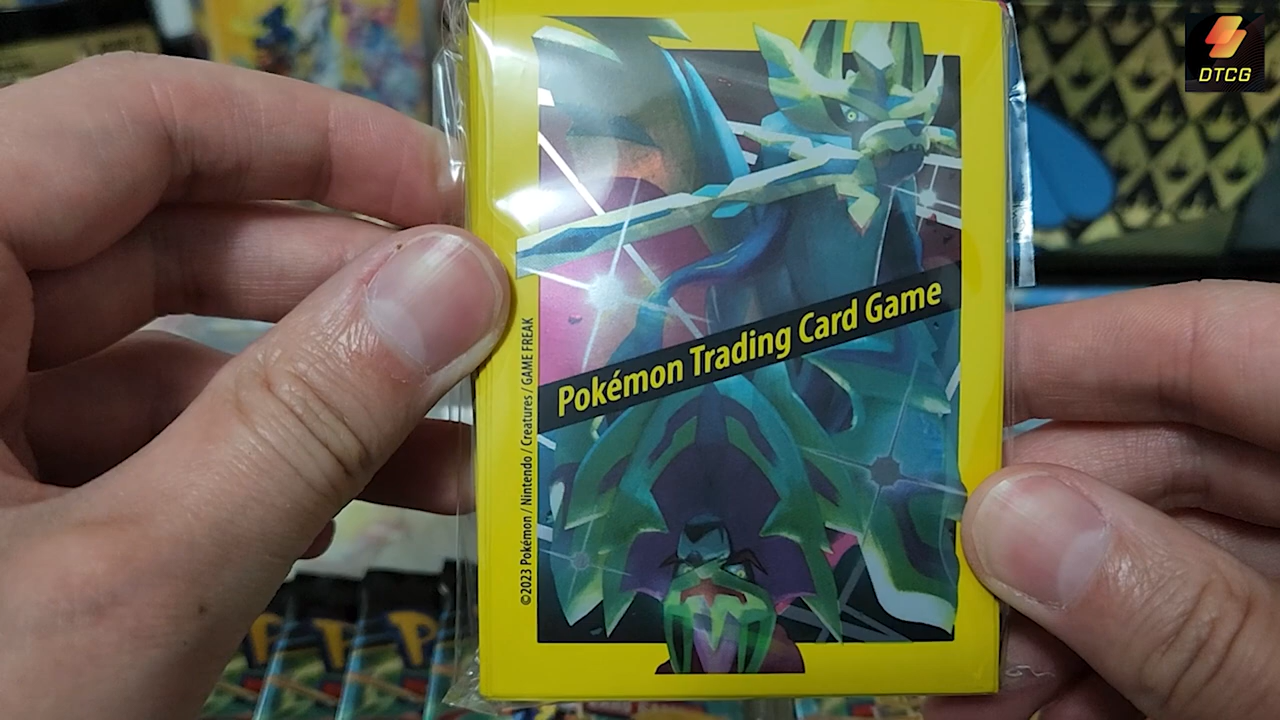 DTCG
Pokémon Trading Card Game
©2023 Pokémon / Nintendo / Creatures / GAME FREAK